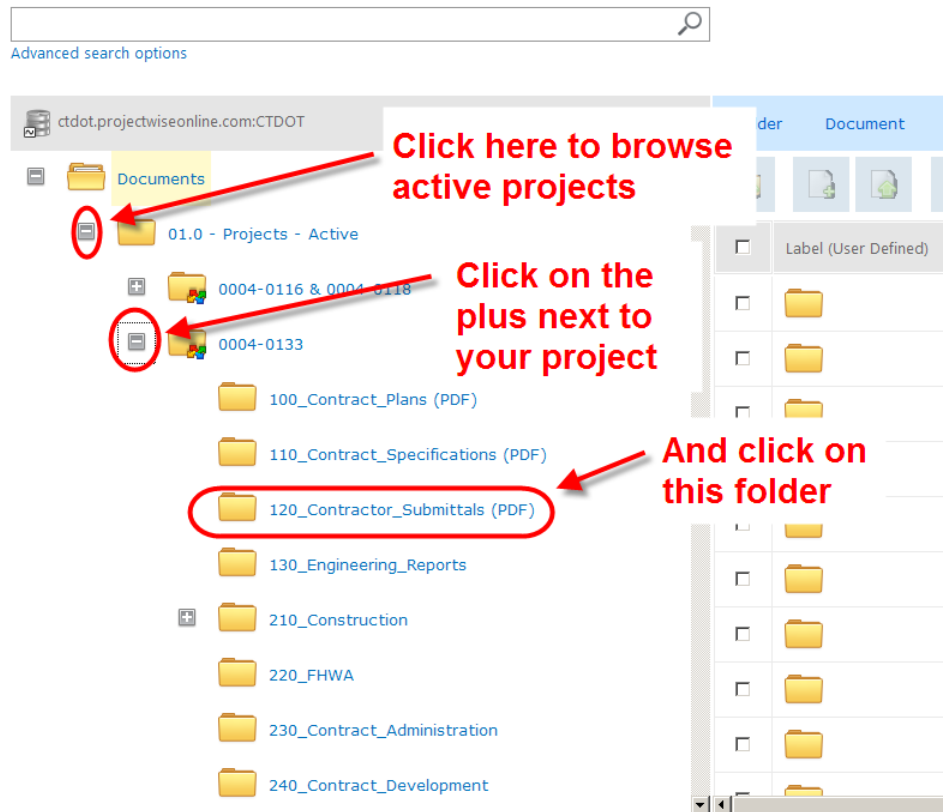 Advanced search options
ctdot.projectwiseonline.com:CTDOT
Click here to browse
active projects
der
Document
Documents
01.0 - Projects - Active
Label (User Defined)
0004-0116 & 0004-0118
Click on the
plus next to
your project
0004-0133
100_Contract_Plans (PDF)
110_Contract_Specifications (PDF)
And click on
this folder
120_Contractor_Submittals (PDF)
130_Engineering_Reports
210_Construction
220_FHWA
230_Contract_Administration
240_Contract_Development